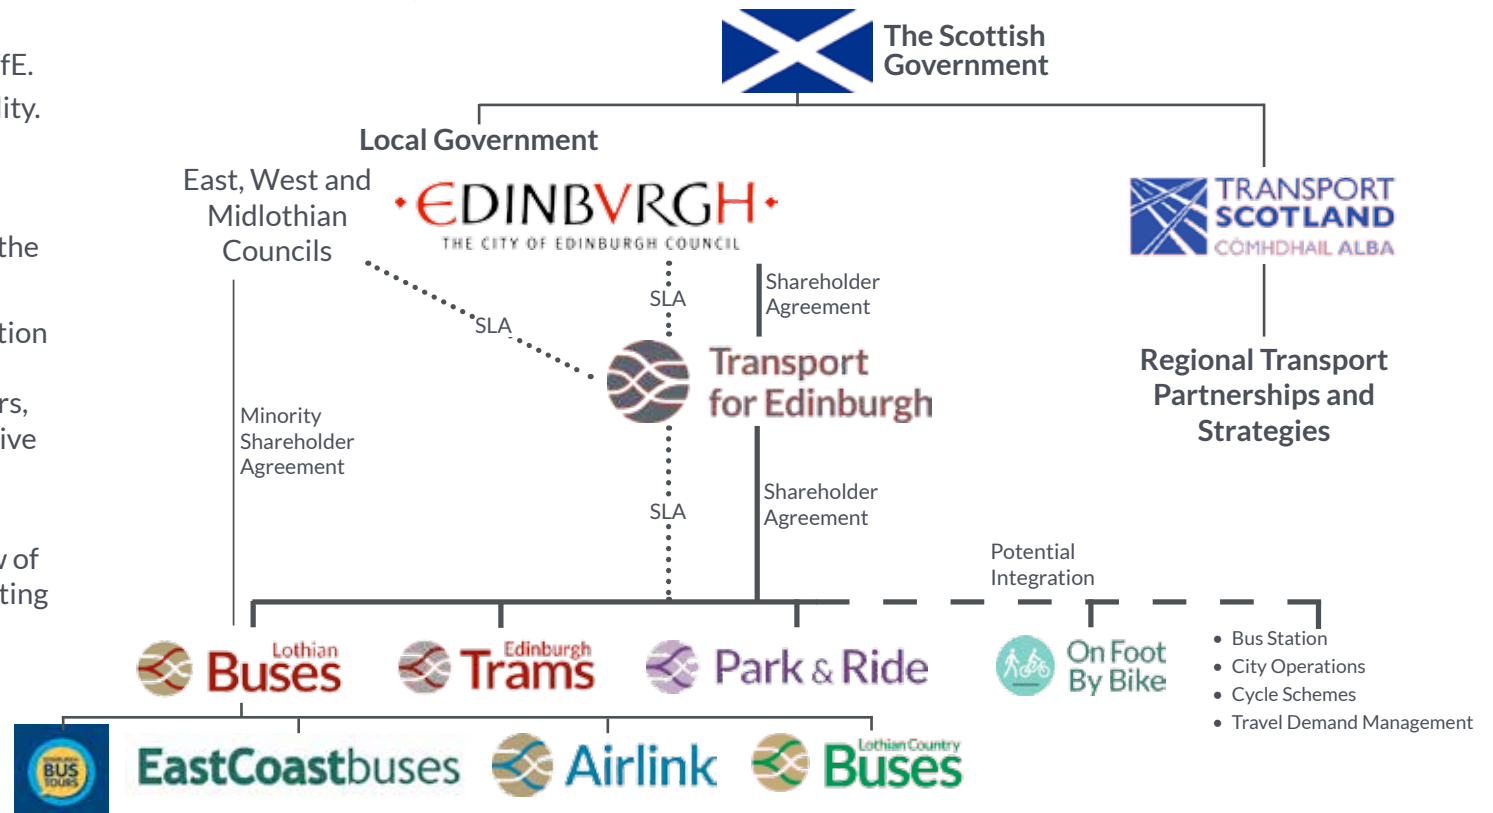 fE.
lity.
the
tion
rs,
ive
v of
ting
The Scottish
Government
Local Government
East, West and
Midlothian
Councils
EDINBVRGH
THE CITY OF EDINBURGH COUNCIL
TRANSPORT
SCOTLAND
CÒMHDHAIL ALBA
SLA
SLA
Shareholder
Agreement
Transport
for Edinburgh
Regional Transport
Partnerships and
Strategies
Minority
Shareholder
Agreement
SLA
Shareholder
Agreement
Potential
Integration
Lothian
Buses
Edinburgh
Trams
Park & Ride
On Foot
By Bike
• Bus Station
• City Operations
• Cycle Schemes
• Travel Demand Management
BUS
TOURS
EastCoastbuses
Airlink
Lothian Country
Buses